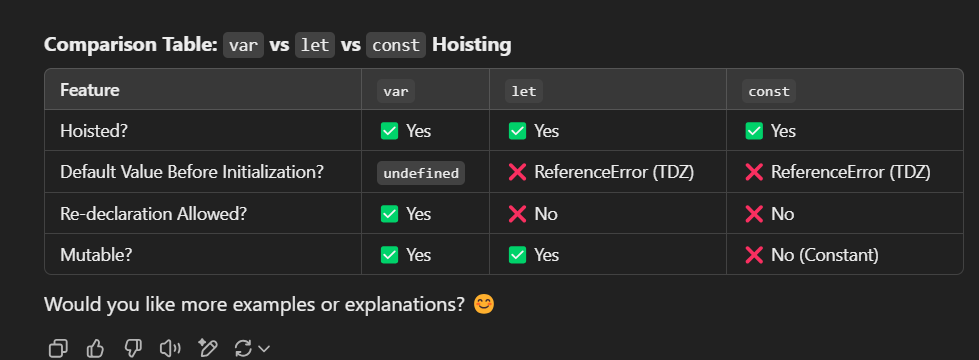 Comparison Table: var vs let vs const Hoisting
Feature var let const
Hoisted? ✅ Yes ✅ Yes ✅ Yes
Default Value Before Initialization? undefined ❌ ReferenceError (TDZ) ❌ ReferenceError (TDZ)
Re-declaration Allowed? ✅ Yes ❌ No ❌ No
Mutable? ✅ Yes ✅ Yes ❌ No (Constant)
Would you like more examples or explanations? 😊